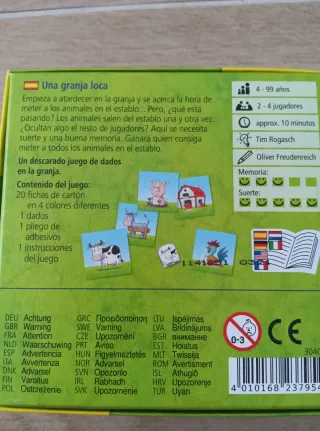 Una granja loca
Empieza a atardecer en la granja y se acerca la hora de
meter a los animales en el establo... Pero, ¿qué está
pasando? Los animales salen del establo una y otra vez.
¿Ocultan algo el resto de jugadores? Aquí se necesita
suerte y una buena memoria. Ganará quien consiga
meter a todos los animales en el establo.
Un descarado juego de dados
en la granja.
Contenido del juego:
20 fichas de cartón
en 4 colores diferentes
1 dados
1 pliego de
adhesivos
1 instrucciones
del juego
4 - 99 años
2 - 4 jugadores
approx. 10 minutos
Tim Rogasch
Oliver Freudenreich
Memoria:
Suerte:
DEU Achtung
GBR Warning
FRA Attention
NLD Waarschuwing
ESP Advertencia
ITA Avvertenza
DNK Advarsel
FIN Varoitus
POL Ostrzeżenie
GRC Προειδοποίηση
SWE Varning
CZE Upozornění
PRT Aviso
HUN Figyelmeztetés
NOR Advarsel
SVN Opozorilo
IRL Rabhadh
SVK Upozornenie
LTU Įspėjimas
LVA Brīdinājums
BGR внимание
EST Hoiatus
MLT Twissija
ROM Avertisment
ISL Aðvörun
HRV Upozorenje
TUR Uyarı
0-3
CE
4 010168 23795